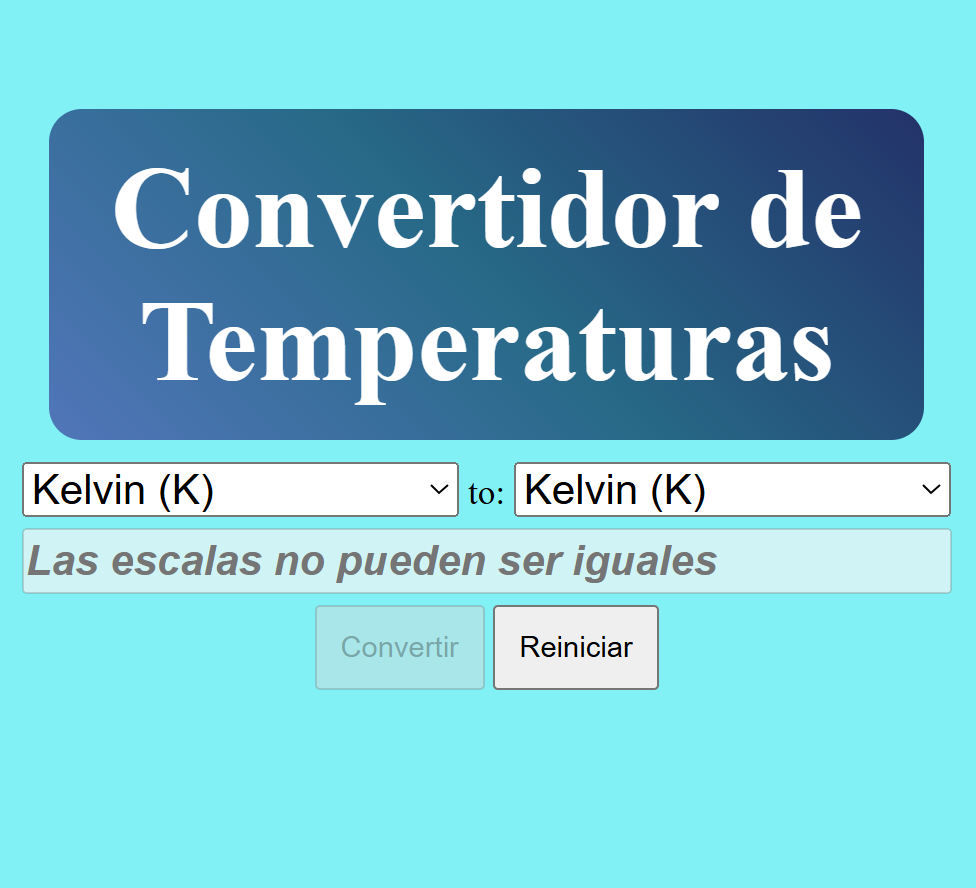 Convertidor de
Temperaturas
Kelvin (K) to: Kelvin (K)
Las escalas no pueden ser iguales
Convertir Reiniciar